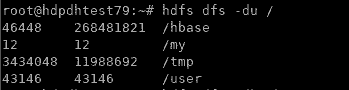 root@hdpdhtest79:~# hdfs dfs -du /
46448 268481821 /hbase
12 12 /my
3434048 11988692 /tmp
43146 43146 /user